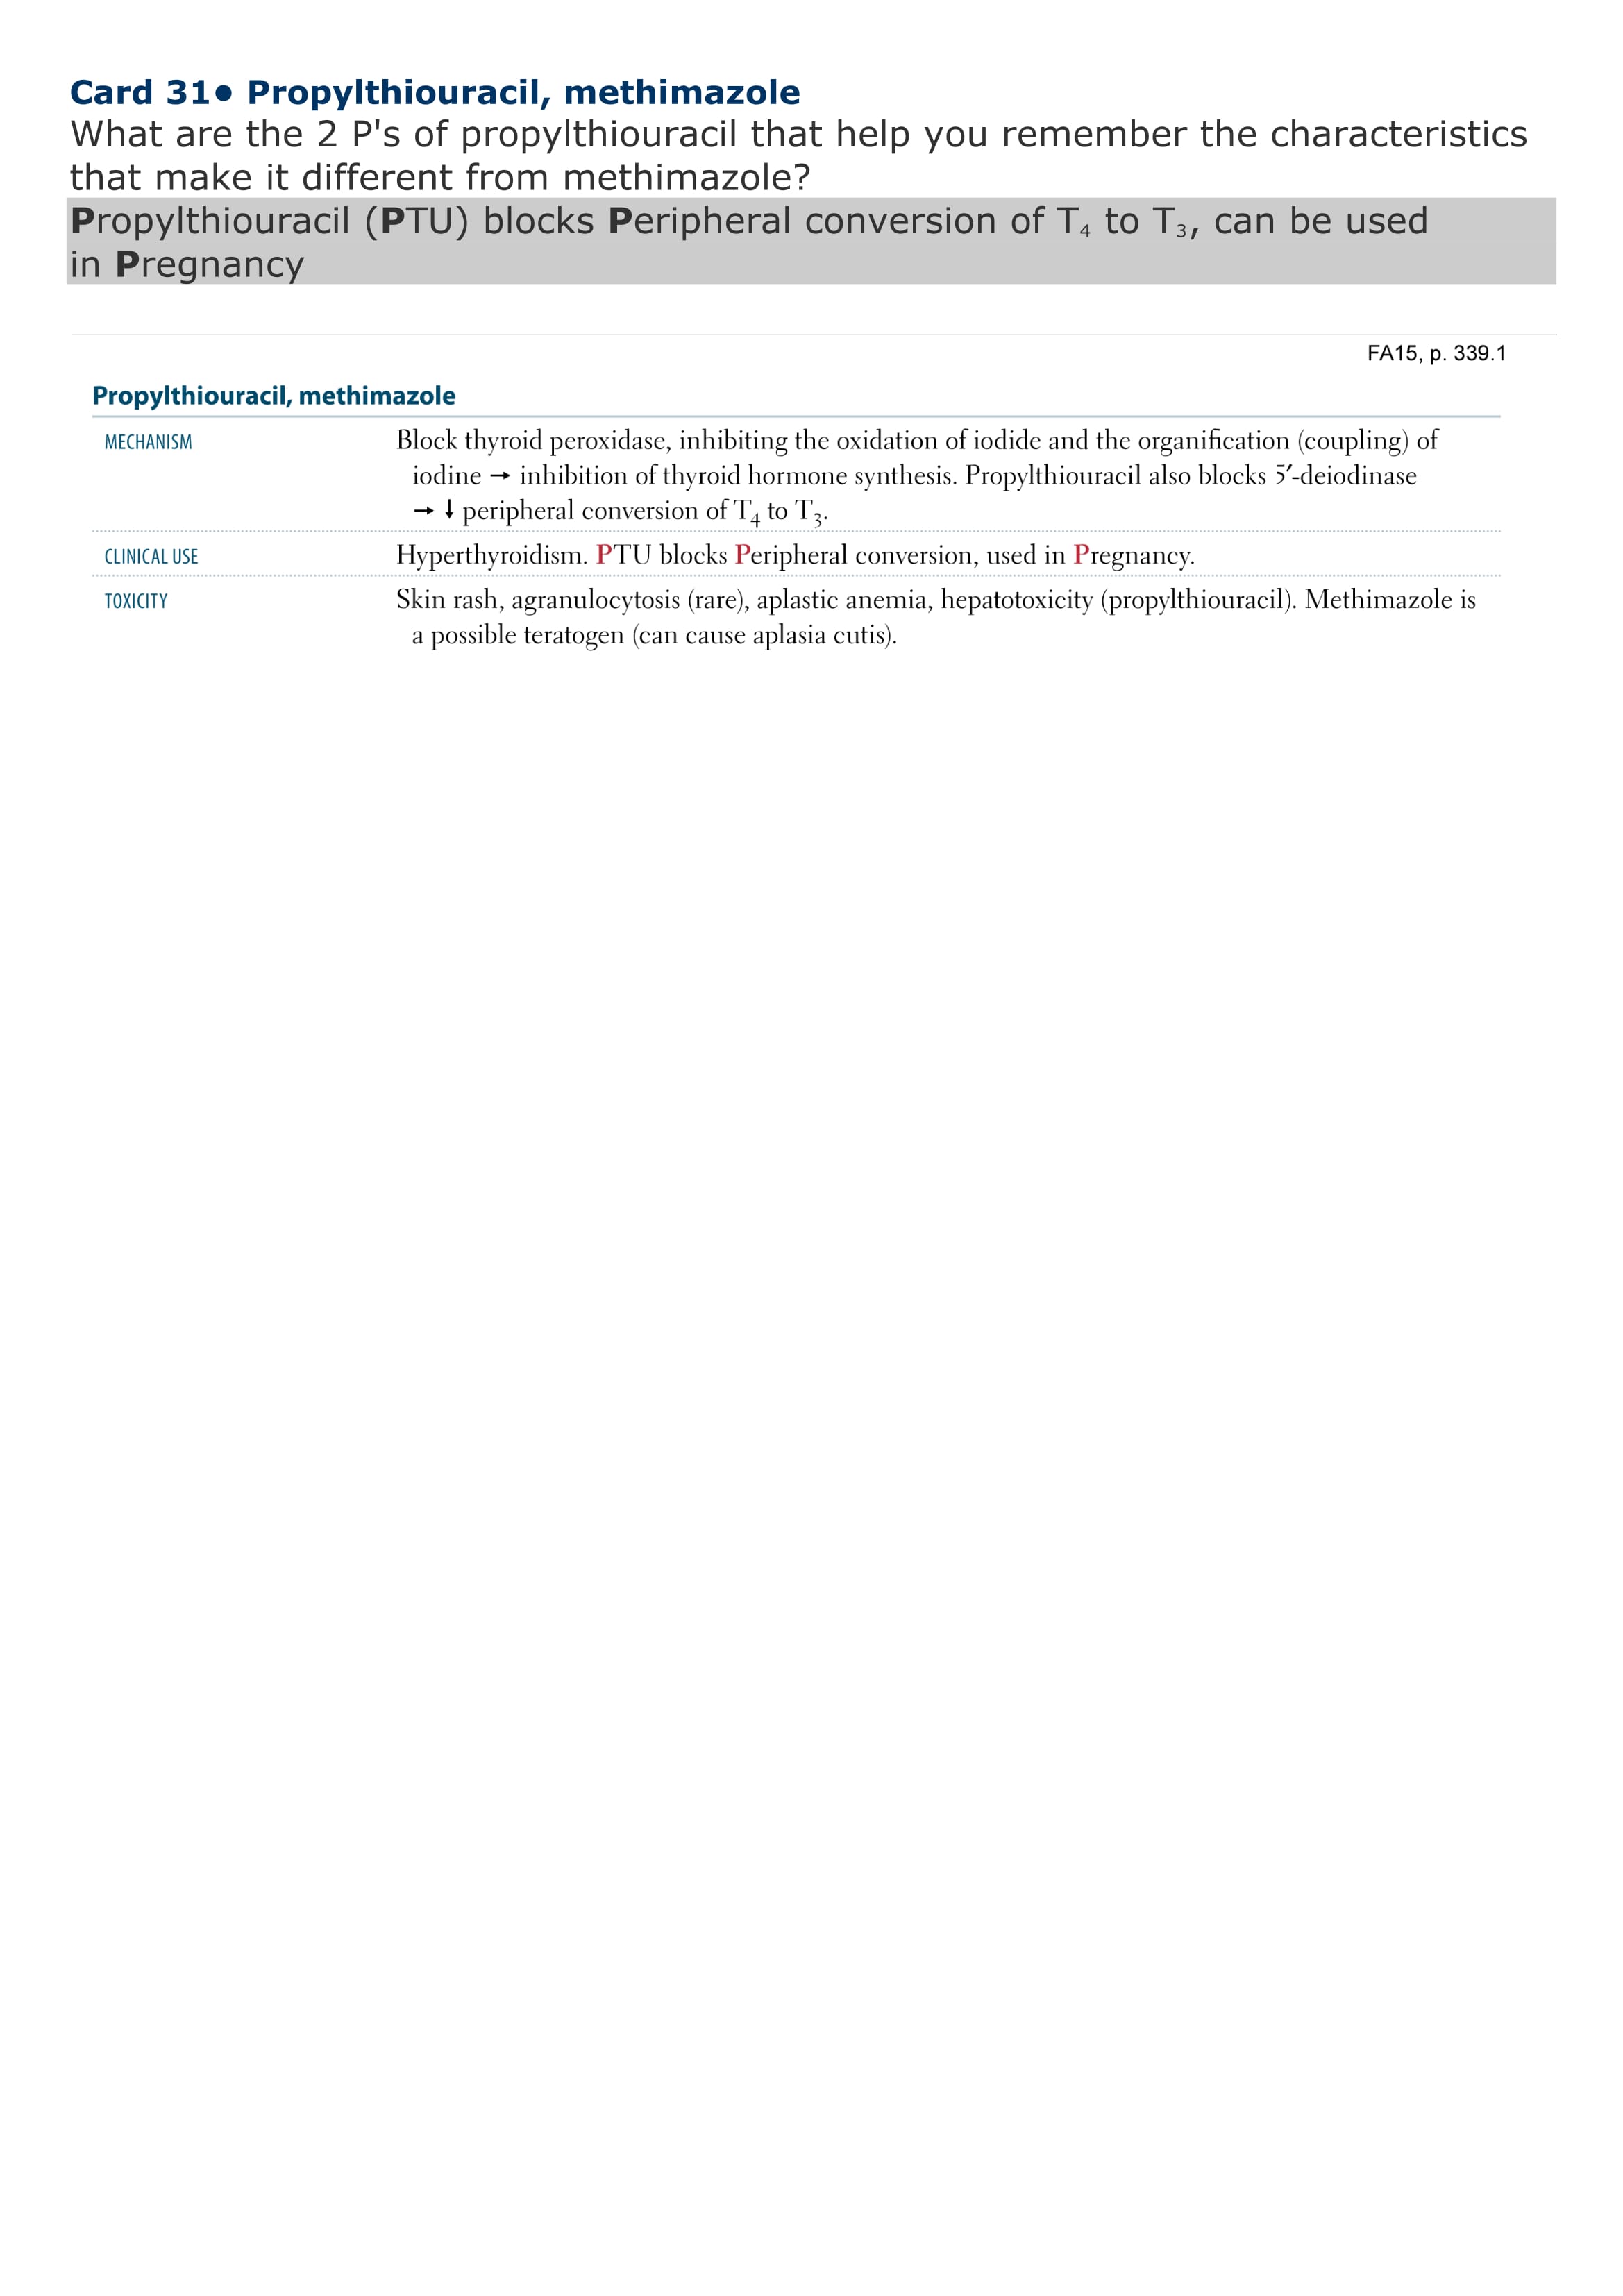 Card 31● Propylthiouracil, methimazole
What are the 2 P's of propylthiouracil that help you remember the characteristics
that make it different from methimazole?
Propylthiouracil (PTU) blocks Peripheral conversion of T₄ to T₃, can be used
in Pregnancy
FA15, p. 339.1
Propylthiouracil, methimazole
MECHANISM Block thyroid peroxidase, inhibiting the oxidation of iodide and the organification (coupling) of
iodine → inhibition of thyroid hormone synthesis. Propylthiouracil also blocks 5′-deiodinase
→ ↓ peripheral conversion of T₄ to T₃.
CLINICAL USE Hyperthyroidism. PTU blocks Peripheral conversion, used in Pregnancy.
TOXICITY Skin rash, agranulocytosis (rare), aplastic anemia, hepatotoxicity (propylthiouracil). Methimazole is
a possible teratogen (can cause aplasia cutis).